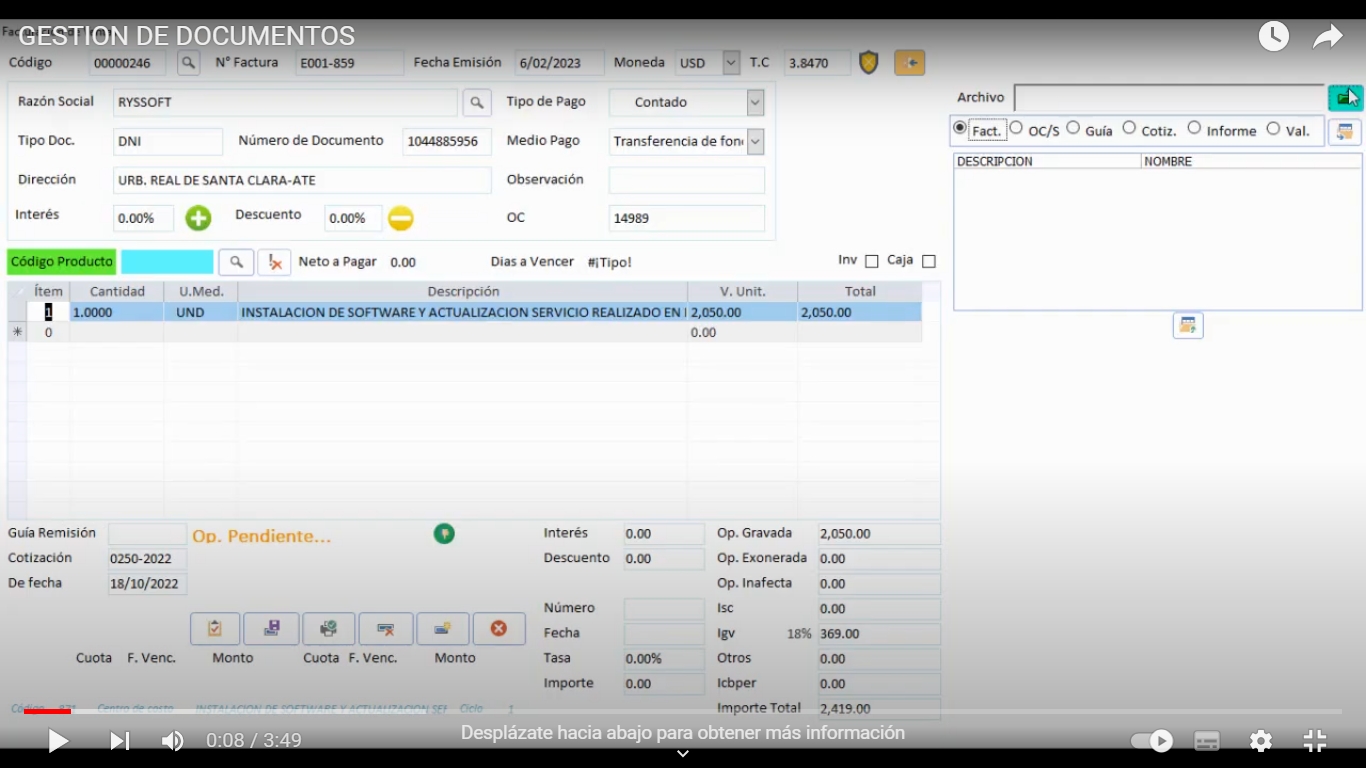 GESTION DE DOCUMENTOS
Código 00000246 N° Factura E001-859 Fecha Emisión 6/02/2023 Moneda USD T.C 3.8470
Razón Social RYSSOFT Tipo de Pago Contado
Tipo Doc. DNI Número de Documento 1044885956 Medio Pago Transferencia de fon
Dirección URB. REAL DE SANTA CLARA-ATE Observación
Interés 0.00% Descuento 0.00% OC 14989
Archivo
Fact. OC/S Guía Cotiz. Informe Val.
DESCRIPCION NOMBRE
Código Producto Neto a Pagar 0.00 Dias a Vencer #¡Tipo! Inv Caja
Ítem Cantidad U.Med. Descripción V. Unit. Total
1 1.0000 UND INSTALACION DE SOFTWARE Y ACTUALIZACION SERVICIO REALIZADO EN 2,050.00 2,050.00
* 0 0.00
Guía Remisión Op. Pendiente... Interés 0.00 Op. Gravada 2,050.00
Cotización 0250-2022 Descuento 0.00 Op. Exonerada 0.00
De fecha 18/10/2022 Op. Inafecta 0.00
Número Isc 0.00
Fecha Igv 18% 369.00
Cuota F. Venc. Monto Cuota F. Venc. Monto Tasa 0.00% Otros 0.00
Importe 0.00 Icbper 0.00
Código 871 Centro de costo INSTALACION DE SOFTWARE Y ACTUALIZACION SEI Ciclo 1 Importe Total 2,419.00
0:08 / 3:49
Desplázate hacia abajo para obtener más información